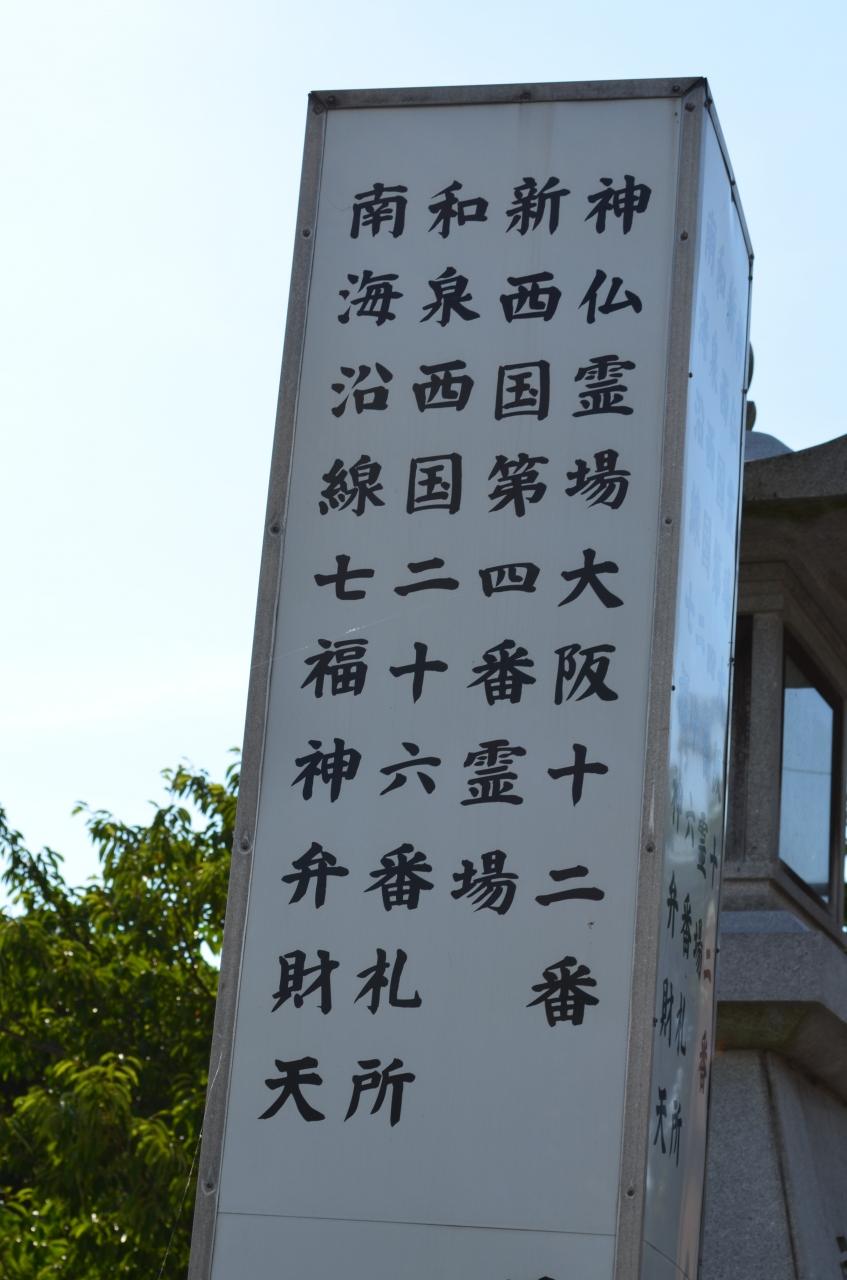 神仏霊場大阪十二番
新西国第四番霊場
和泉西国二十六番札所
南海沿線七福神弁財天